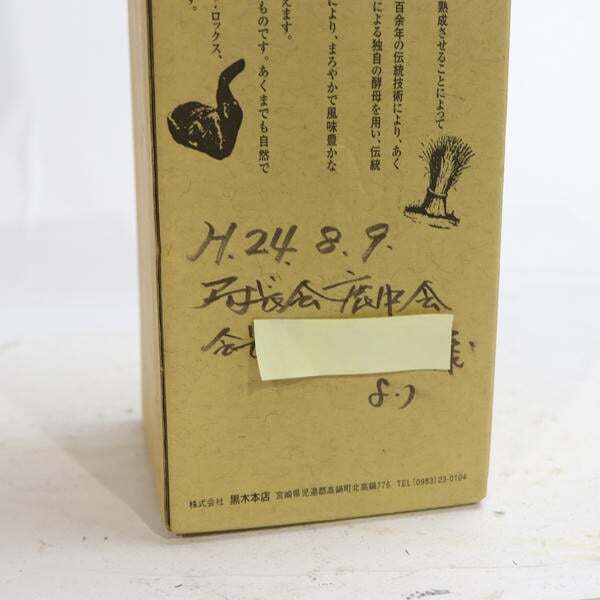 熟成させることによって
百余年の伝統技術により、あく
による独自の酵母を用い、伝統
により、まろやかで風味豊かな
えます。
ものです。あくまでも自然で
ロックス、
す。
H.24.8.9.
会
様
より
株式会社 黒木本店 宮崎県児湯郡高鍋町北高鍋776 TEL (0983)23-0104